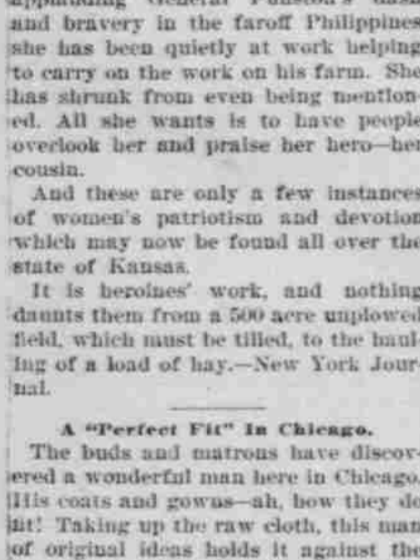 applauding General Funston's dash
and bravery in the faroff Philippines
she has been quietly at work helping
to carry on the work on his farm. She
has shrunk from even being mention-
ed. All she wants is to have people
overlook her and praise her hero—her
cousin.
And these are only a few instances
of women's patriotism and devotion
which may now be found all over the
state of Kansas.
It is heroines' work, and nothing
daunts them from a 500 acre unplowed
field, which must be tilled, to the haul-
ing of a load of hay.—New York Jour-
nal.
A "Perfect Fit" In Chicago.
The buds and matrons have discov-
ered a wonderful man here in Chicago.
His coats and gowns—ah, how they do
fit! Taking up the raw cloth, this man
of original ideas holds it against the